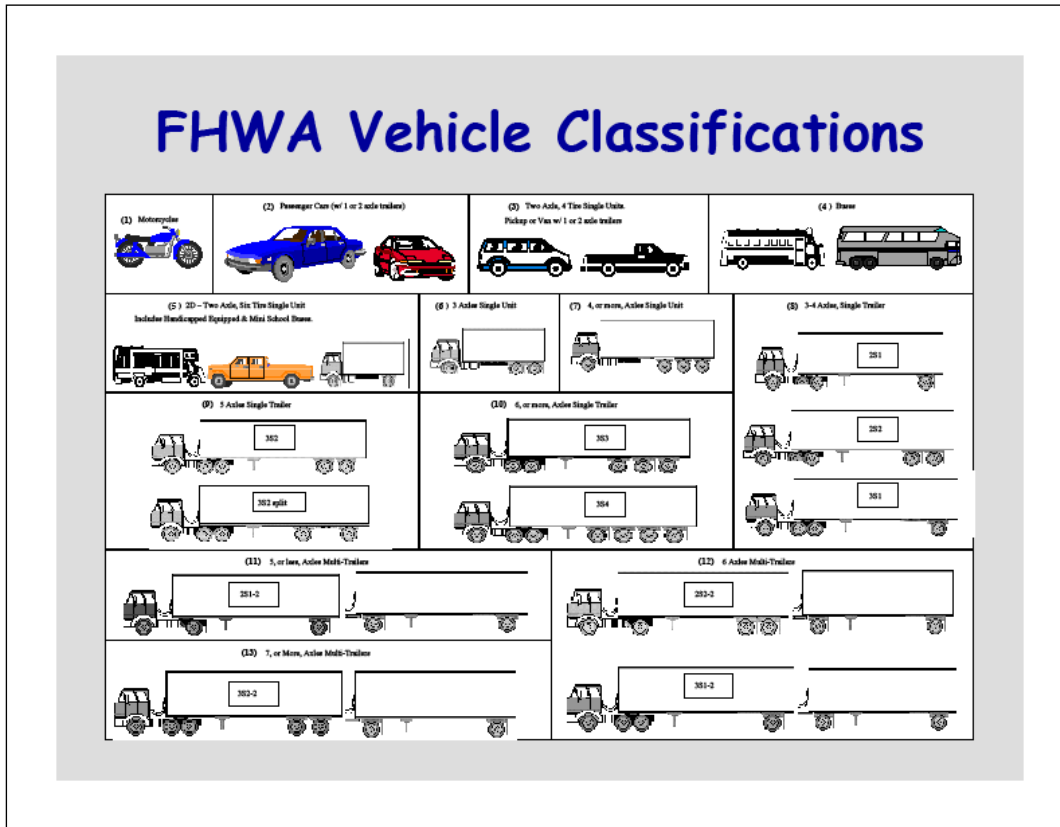 FHWA Vehicle Classifications
(1) Motorcycles
(2) Passenger Cars (w/ 1 or 2 axle trailers)
(3) Two Axle, 4 Tire Single Units.
Pickup or Van w/ 1 or 2 axle trailers
(4 ) Buses
(5 ) 2D – Two Axle, Six Tire Single Unit
Includes Handicapped Equipped & Mini School Buses.
(6 ) 3 Axles Single Unit
(7) 4, or more, Axles Single Unit
(8) 3-4 Axles, Single Trailer
2S1
2S2
3S1
(9) 5 Axles Single Trailer
3S2
3S2 split
(10) 6, or more, Axles Single Trailer
3S3
3S4
(11) 5, or less, Axles Multi-Trailers
2S1-2
(12) 6 Axles Multi-Trailers
2S2-2
3S1-2
(13) 7, or More, Axles Multi-Trailers
3S2-2